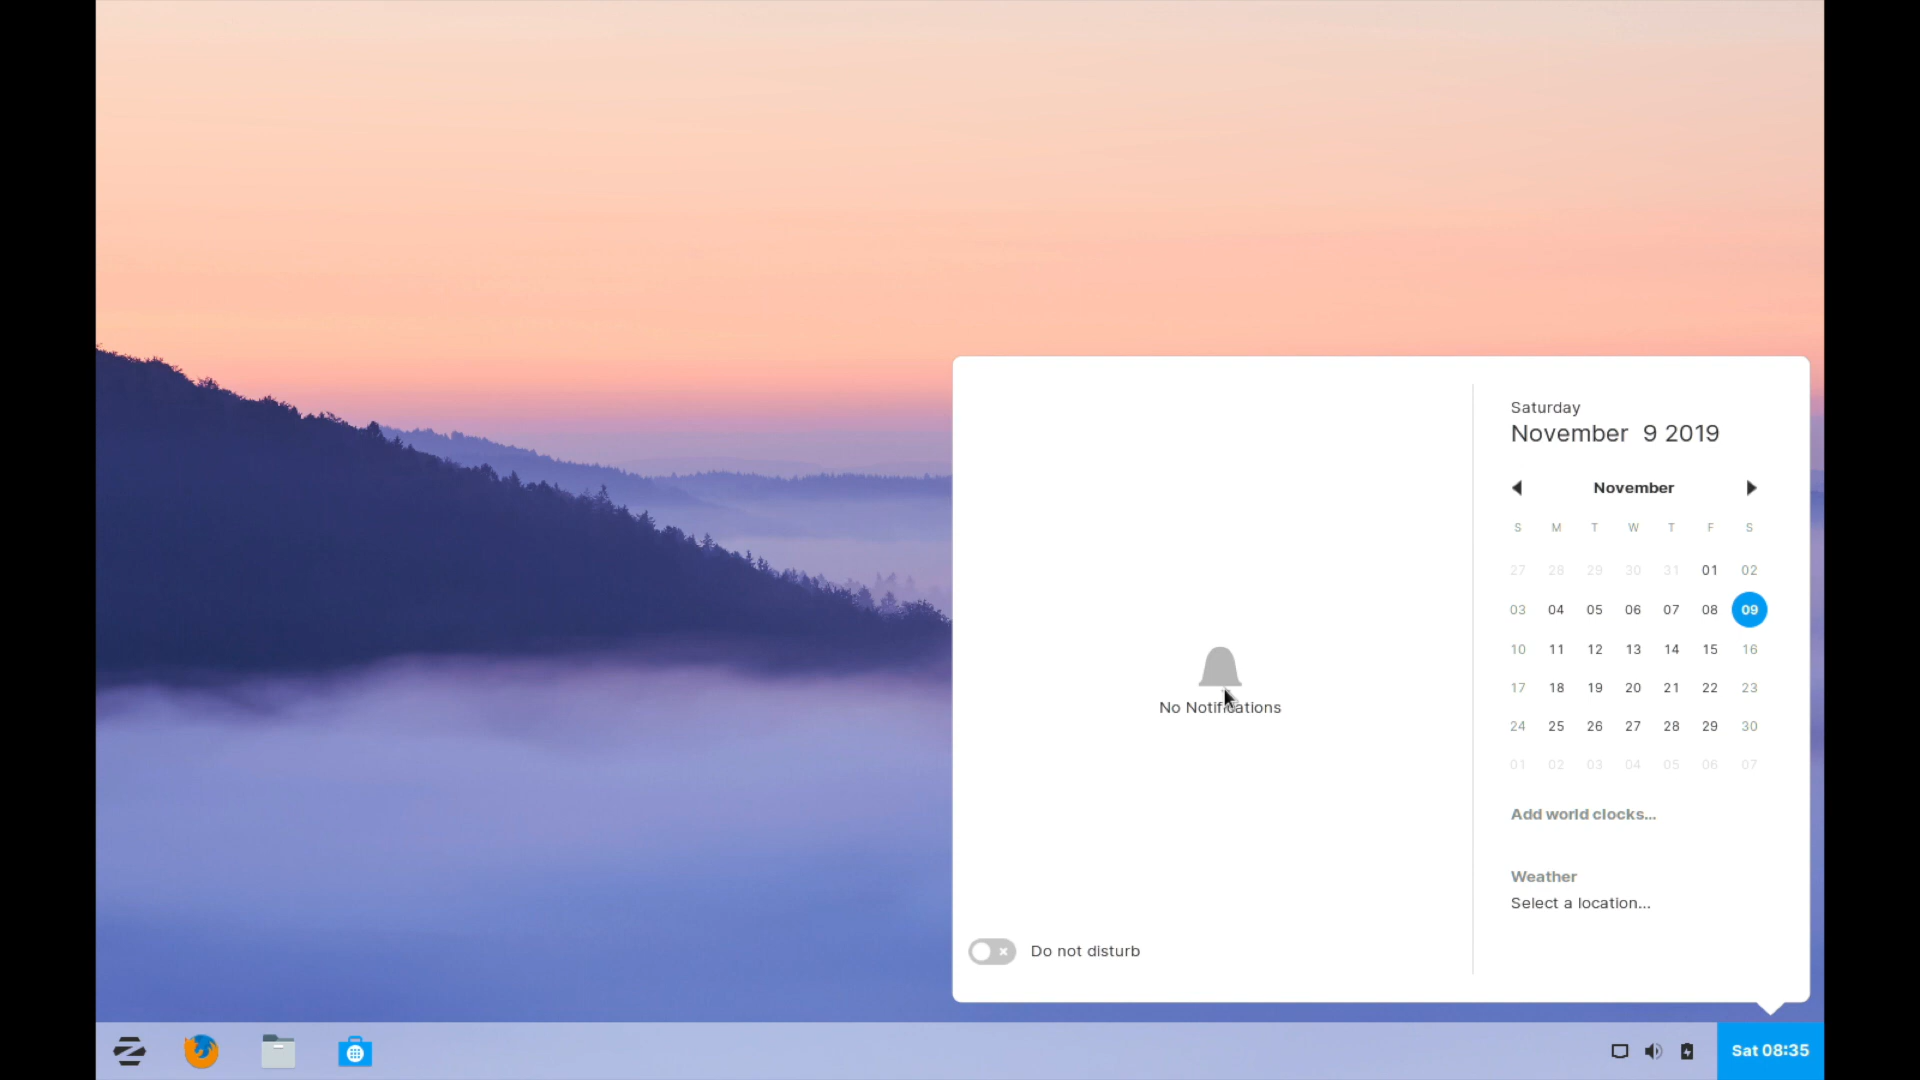 Saturday
November 9 2019
November
S M T W T F S
27 28 29 30 31 01 02
03 04 05 06 07 08 09
10 11 12 13 14 15 16
17 18 19 20 21 22 23
24 25 26 27 28 29 30
01 02 03 04 05 06 07
No Notifications
Add world clocks...
Weather
Select a location...
Do not disturb
Sat 08:35